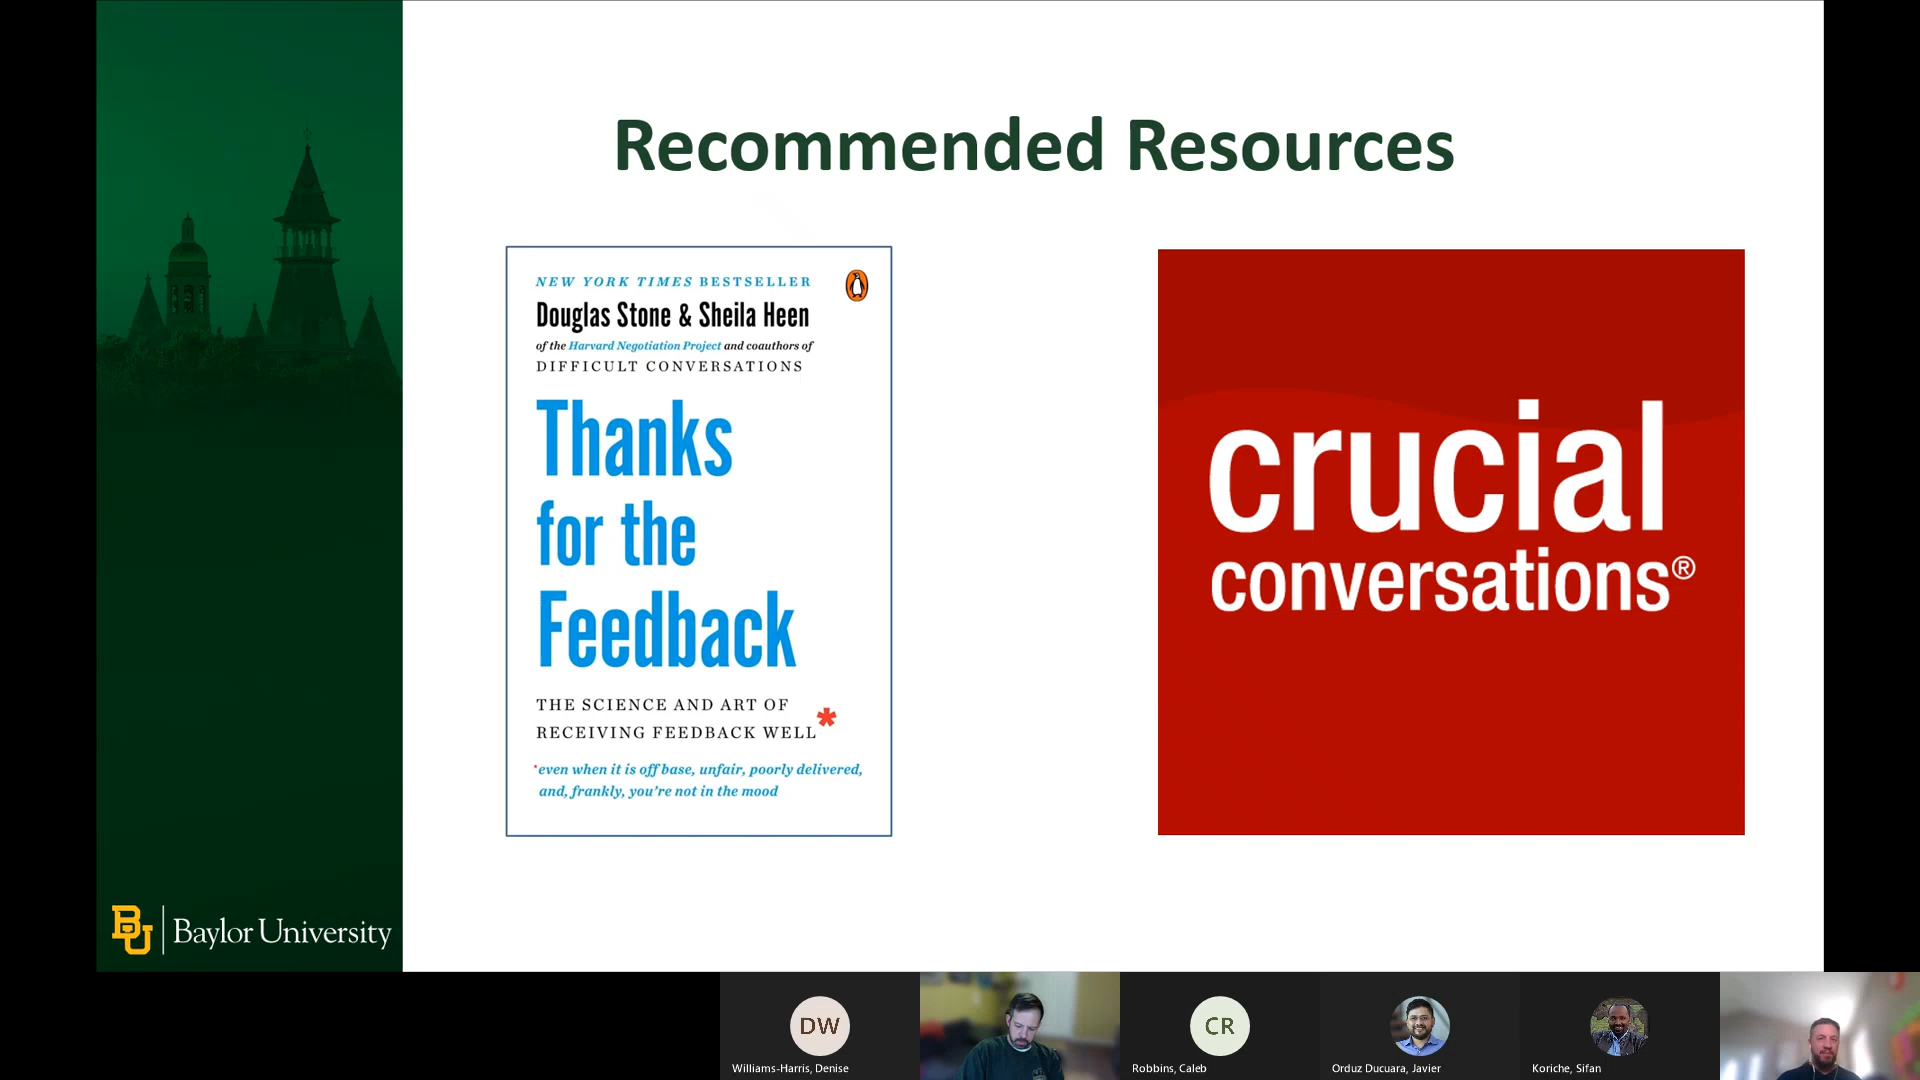 Recommended Resources
NEW YORK TIMES BESTSELLER
Douglas Stone & Sheila Heen
of the Harvard Negotiation Project and coauthors of
DIFFICULT CONVERSATIONS
Thanks
for the
Feedback
THE SCIENCE AND ART OF
RECEIVING FEEDBACK WELL*
*even when it is off base, unfair, poorly delivered,
and, frankly, you're not in the mood
crucial
conversations®
BU | Baylor University
DW
CR
Williams-Harris, Denise
Robbins, Caleb
Orduz Ducuara, Javier
Koriche, Sifan